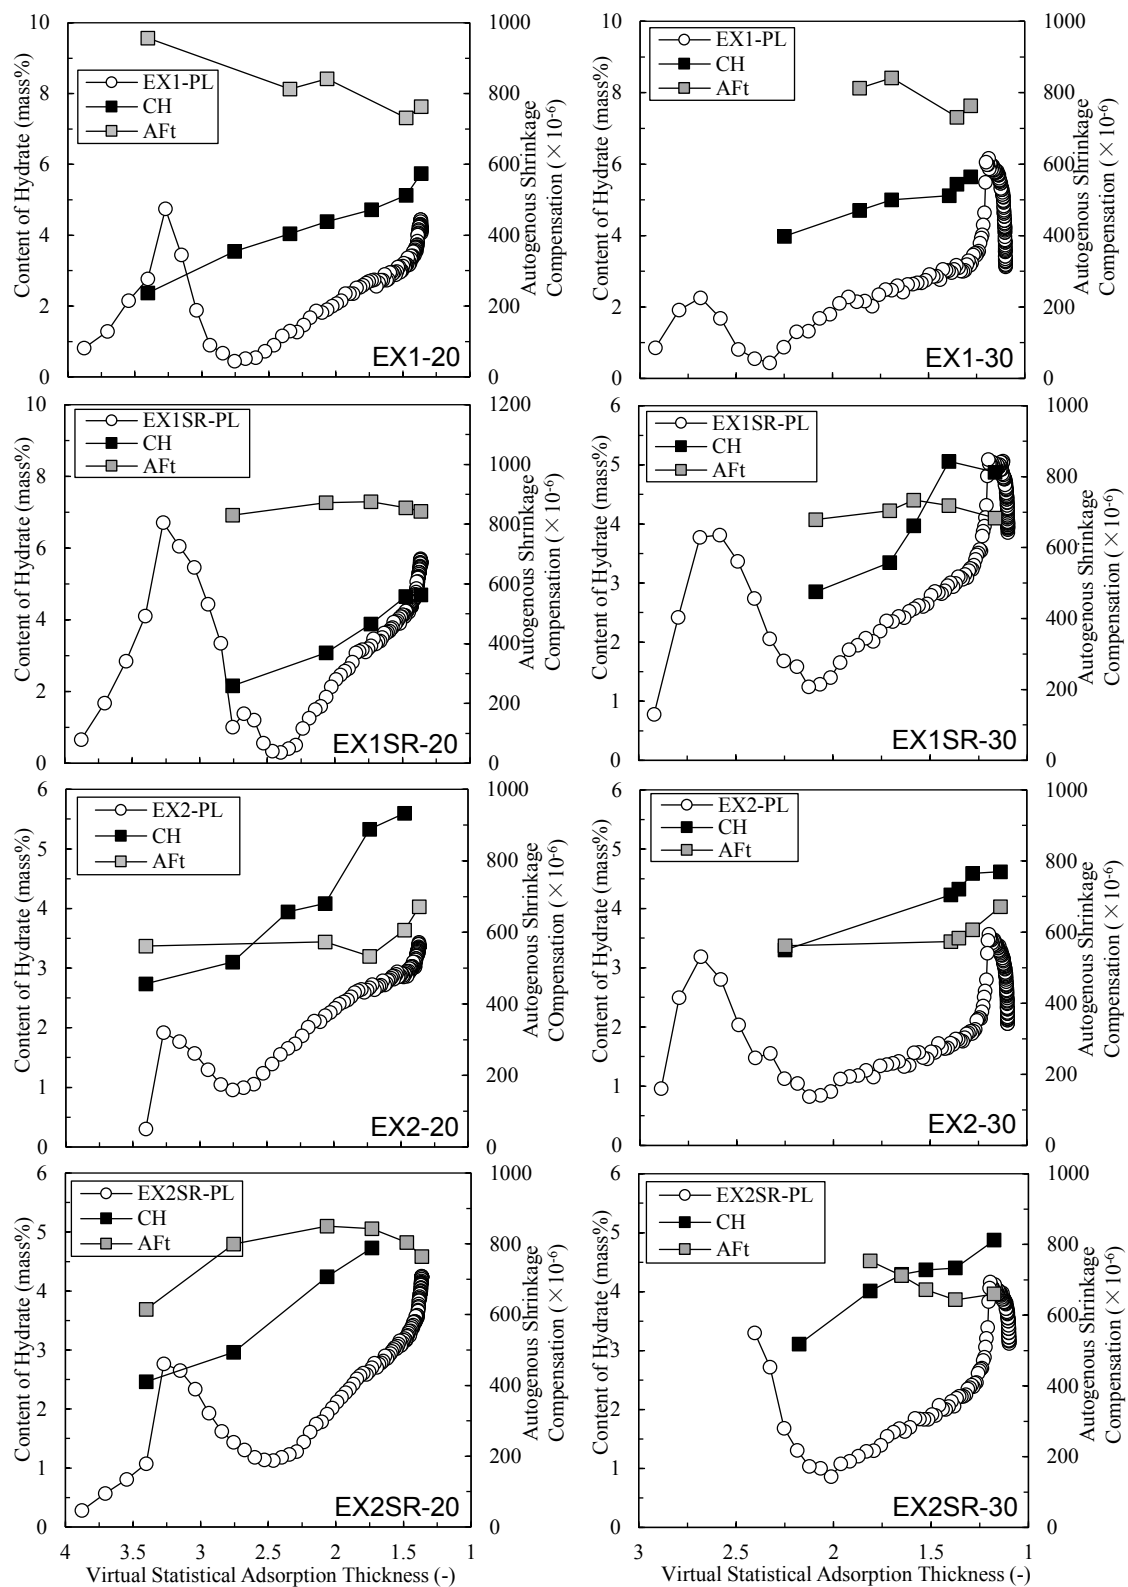 10
8
6
4
2
0
Content of Hydrate (mass%)
EX1-PL
CH
AFt
EX1-20
1000
800
600
400
200
0
Autogenous Shrinkage
Compensation (×10-6)
10
8
6
4
2
0
Content of Hydrate (mass%)
EX1-PL
CH
AFt
EX1-30
1000
800
600
400
200
0
Autogenous Shrinkage
Compensation (×10-6)
10
8
6
4
2
0
Content of Hydrate (mass%)
EX1SR-PL
CH
AFt
EX1SR-20
1200
1000
800
600
400
200
0
Autogenous Shrinkage
Compensation (×10-6)
6
5
4
3
2
1
0
Content of Hydrate (mass%)
EX1SR-PL
CH
AFt
EX1SR-30
1000
800
600
400
200
0
Autogenous Shrinkage
Compensation (×10-6)
6
5
4
3
2
1
0
Content of Hydrate (mass%)
EX2-PL
CH
AFt
EX2-20
1000
800
600
400
200
0
Autogenous Shrinkage
COmpensation (×10-6)
6
5
4
3
2
1
0
Content of Hydrate (mass%)
EX2-PL
CH
AFt
EX2-30
1000
800
600
400
200
0
Autogenous Shrinkage
Compensation (×10-6)
6
5
4
3
2
1
0
Content of Hydrate (mass%)
EX2SR-PL
CH
AFt
EX2SR-20
1000
800
600
400
200
0
Autogenous Shrinkage
Compensation (×10-6)
4 3.5 3 2.5 2 1.5 1
Virtual Statistical Adsorption Thickness (-)
6
5
4
3
2
1
0
Content of Hydrate (mass%)
EX2SR-PL
CH
AFt
EX2SR-30
1000
800
600
400
200
0
Autogenous Shrinkage
Compensation (×10-6)
3 2.5 2 1.5 1
Virtual Statistical Adsorption Thickness (-)